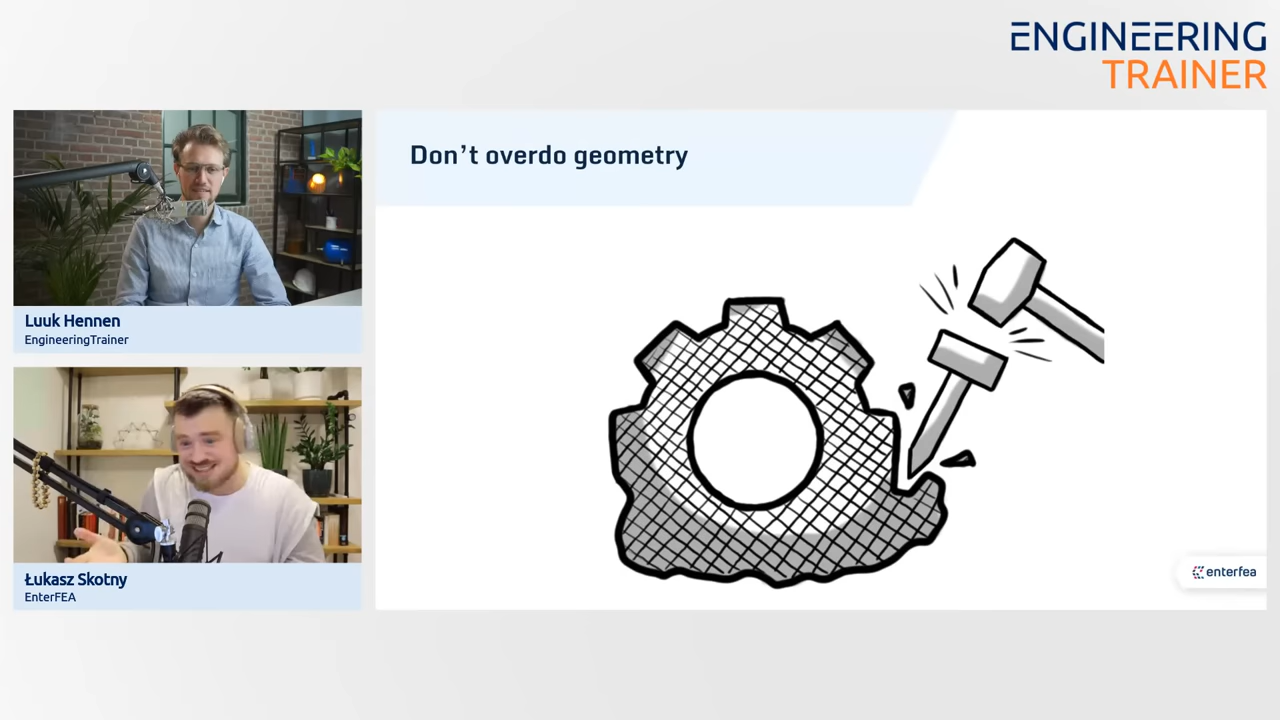 ENGINEERING
TRAINER
Don't overdo geometry
Luuk Hennen
EngineeringTrainer
Łukasz Skotny
EnterFEA
enterfea